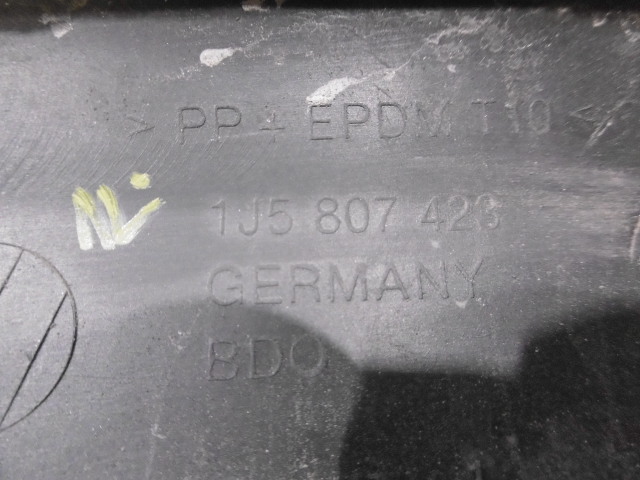 > PP + EPDM T10 <
1J5 807 423
GERMANY
BDO